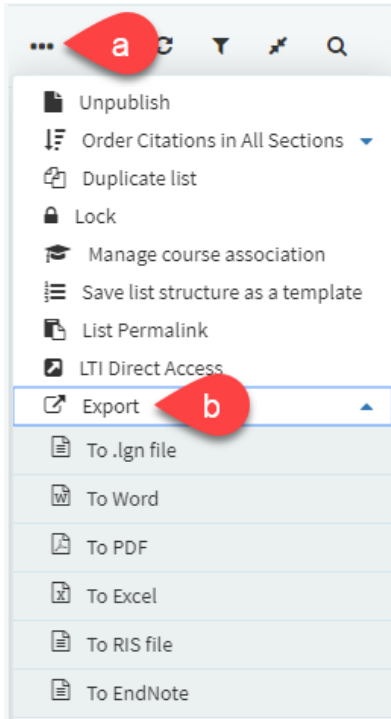 a
Unpublish
Order Citations in All Sections
Duplicate list
Lock
Manage course association
Save list structure as a template
List Permalink
LTI Direct Access
Export b
To .lgn file
To Word
To PDF
To Excel
To RIS file
To EndNote